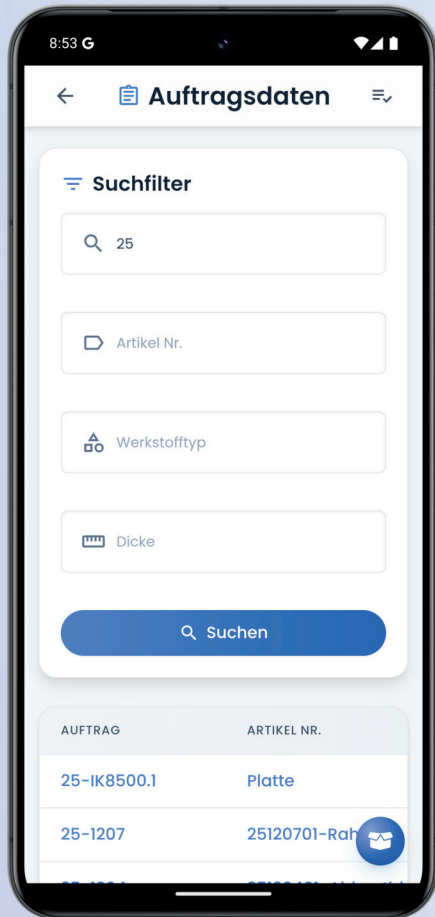 8:53 G
Auftragsdaten
Suchfilter
25
Artikel Nr.
Werkstofftyp
Dicke
Suchen
AUFTRAG ARTIKEL NR.
25-IK8500.1 Platte
25-1207 25120701-Rah